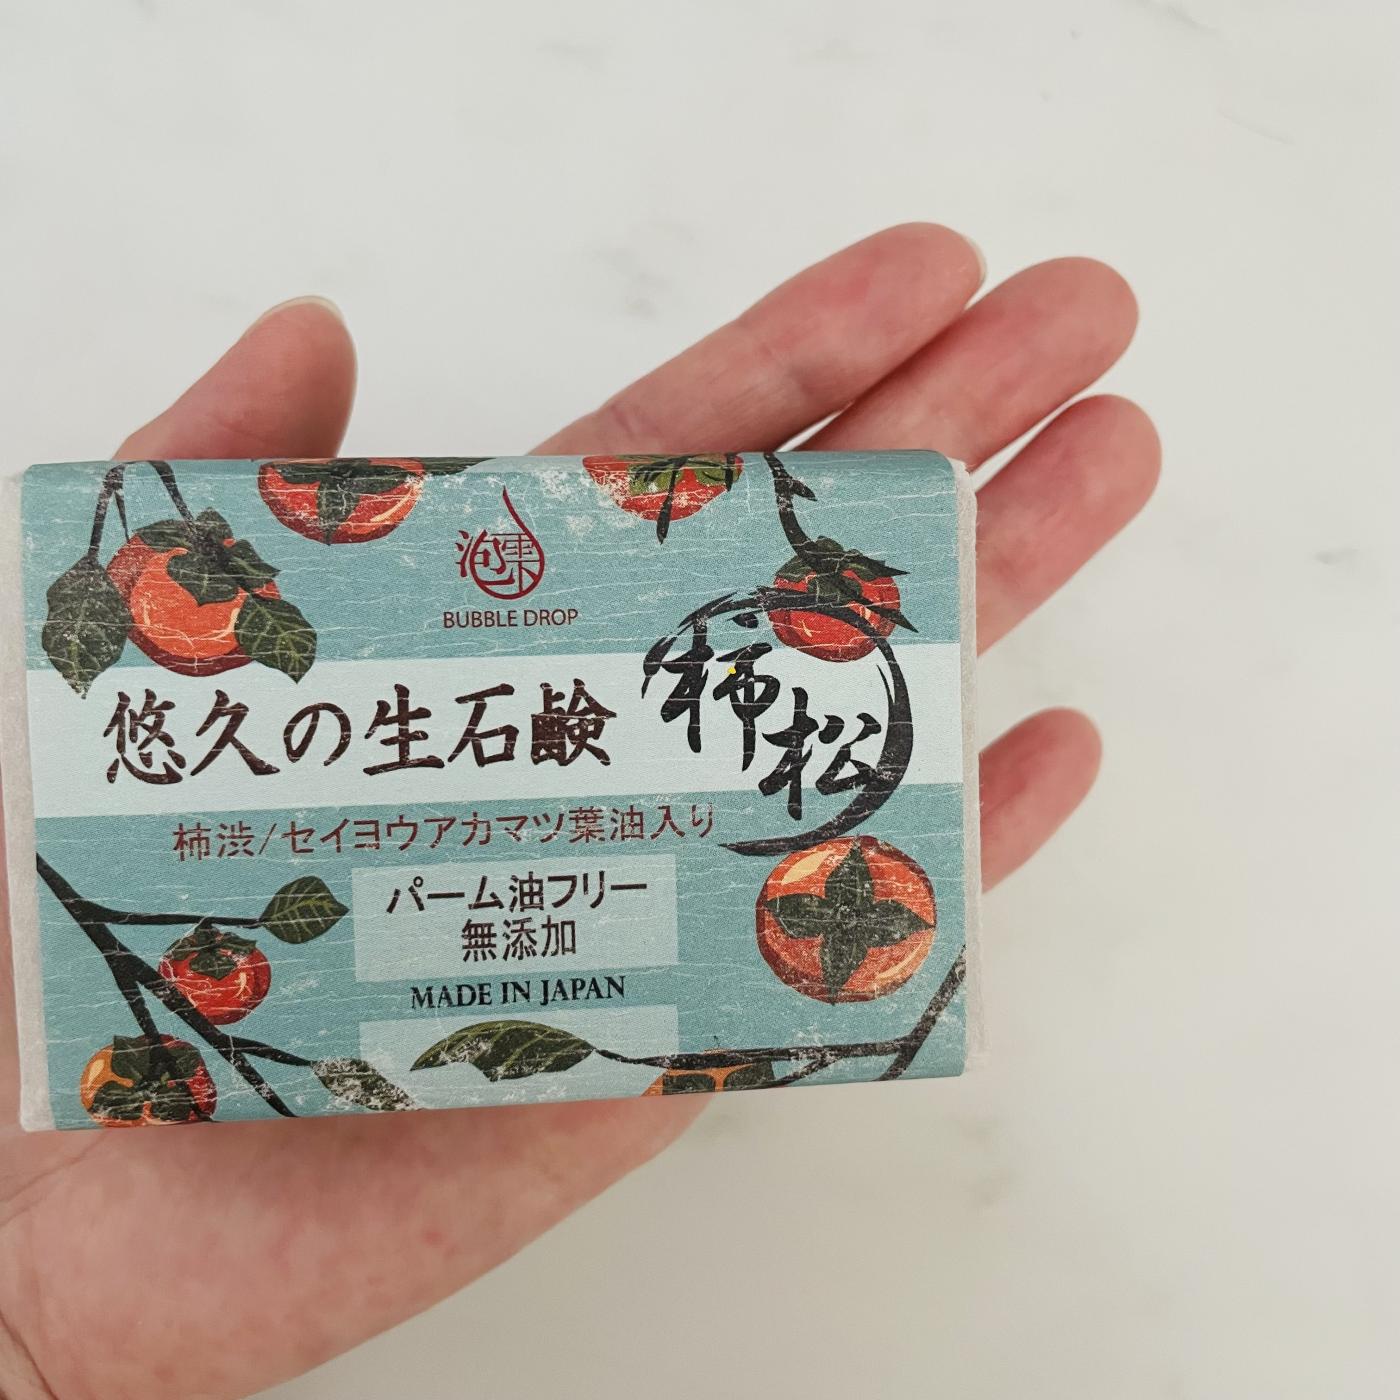 泡雫
BUBBLE DROP
悠久の生石鹸
柿松
柿渋/セイヨウアカマツ葉油入り
パーム油フリー
無添加
MADE IN JAPAN